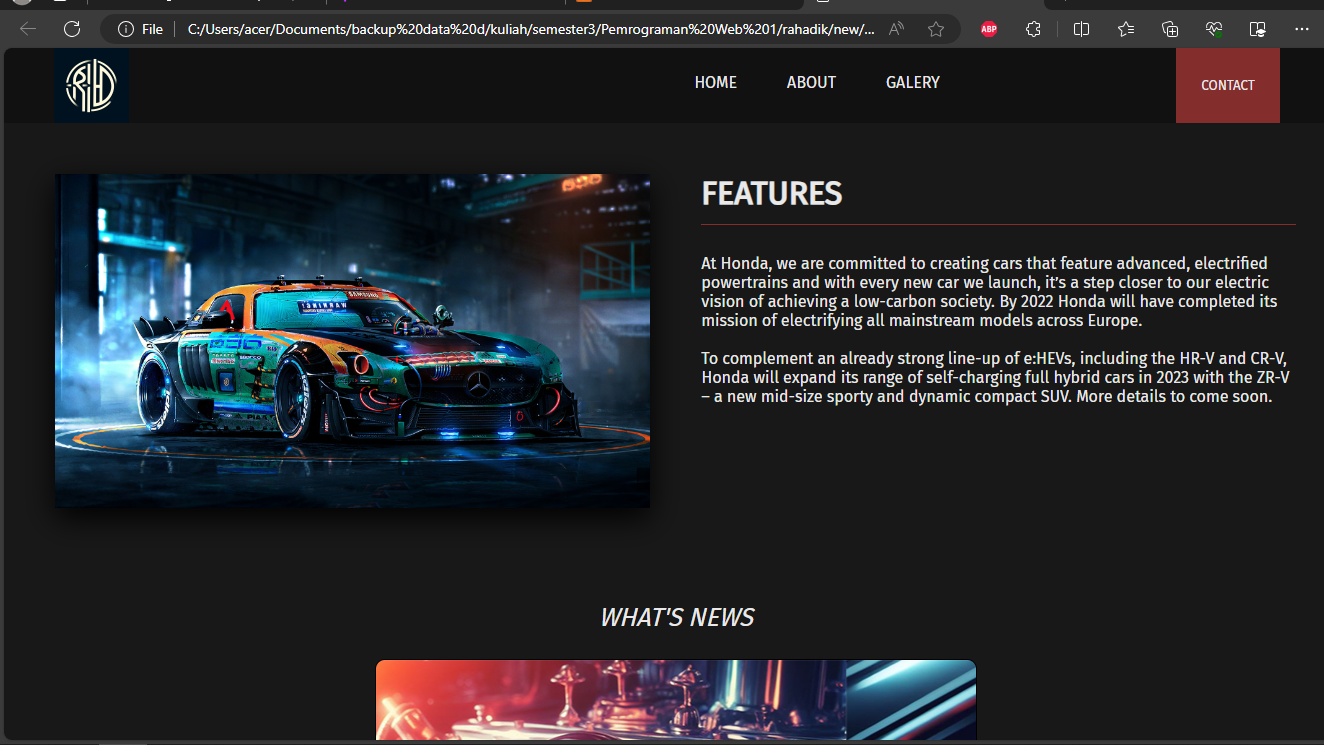 File
C:/Users/acer/Documents/backup%20data%20d/kuliah/semester3/Pemrograman%20Web%201/rahadik/new/...
ABP
HOME
ABOUT
GALERY
CONTACT
FEATURES
At Honda, we are committed to creating cars that feature advanced, electrified
powertrains and with every new car we launch, it's a step closer to our electric
vision of achieving a low-carbon society. By 2022 Honda will have completed its
mission of electrifying all mainstream models across Europe.
To complement an already strong line-up of e:HEVs, including the HR-V and CR-V,
Honda will expand its range of self-charging full hybrid cars in 2023 with the ZR-V
– a new mid-size sporty and dynamic compact SUV. More details to come soon.
SAMSUNG
WHAT'S NEWS